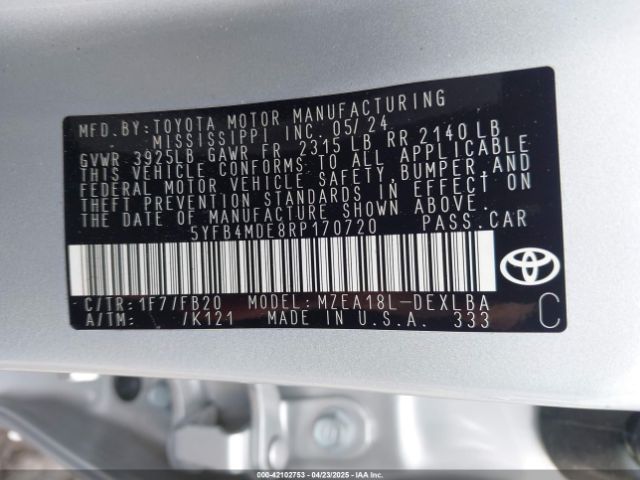 MFD. BY: TOYOTA MOTOR MANUFACTURING
MISSISSIPPI INC. 05/24
GVWR 3925LB GAWR FR 2315 LB RR 2140 LB
THIS VEHICLE CONFORMS TO ALL APPLICABLE
FEDERAL MOTOR VEHICLE SAFETY, BUMPER, AND
THEFT PREVENTION STANDARDS IN EFFECT ON
THE DATE OF MANUFACTURE SHOWN ABOVE.
5YFB4MDE8RP170720 PASS. CAR
C/TR: 1F7/FB20 MODEL: MZEA18L-DEXLBA
A/TM: /K121 MADE IN U.S.A. 333
TOYOTA
C
000-42102753 - 04/23/2025 - IAAI.COM